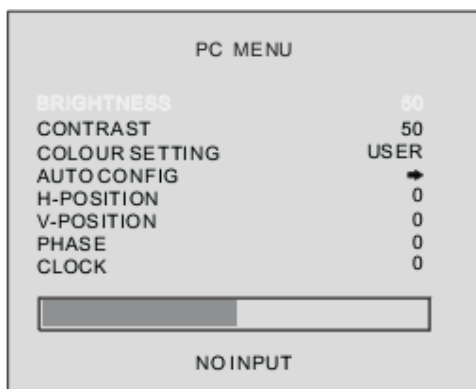 PC MENU
BRIGHTNESS 50
CONTRAST 50
COLOUR SETTING USER
AUTO CONFIG ➡
H-POSITION 0
V-POSITION 0
PHASE 0
CLOCK 0
NO INPUT